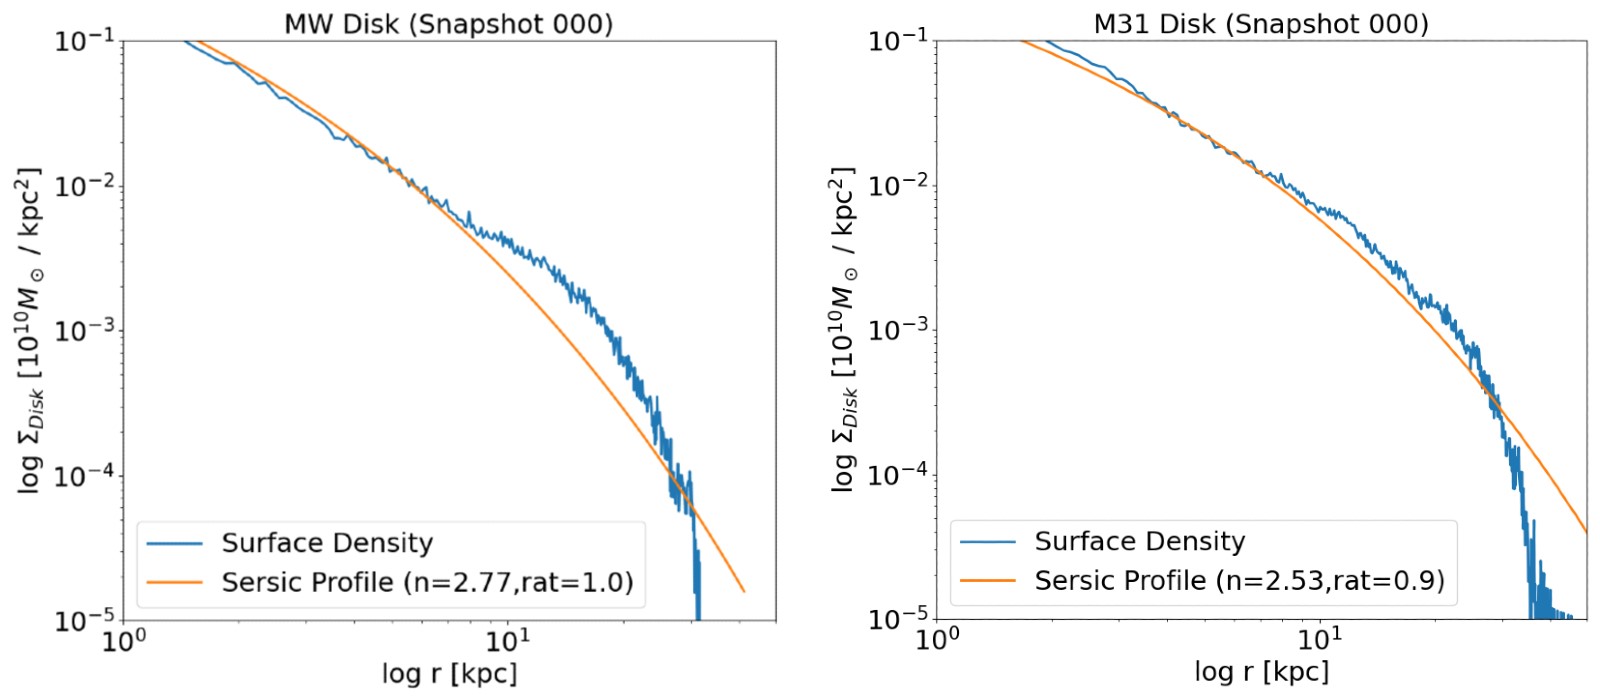 MW Disk (Snapshot 000)
log Σ_Disk [10^10 M_⊙ / kpc^2]
10^-1
10^-2
10^-3
10^-4
10^-5
Surface Density
Sersic Profile (n=2.77,rat=1.0)
10^0
10^1
log r [kpc]
M31 Disk (Snapshot 000)
log Σ_Disk [10^10 M_⊙ / kpc^2]
10^-1
10^-2
10^-3
10^-4
10^-5
Surface Density
Sersic Profile (n=2.53,rat=0.9)
10^0
10^1
log r [kpc]